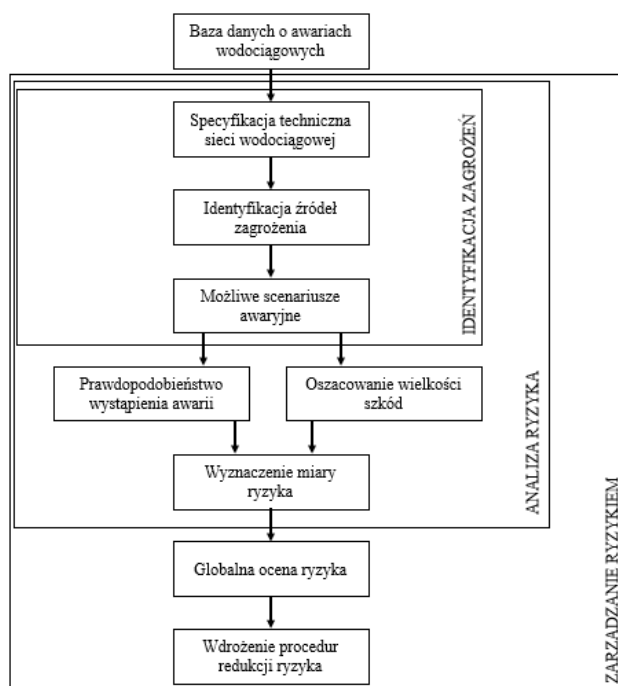 Baza danych o awariach
wodociągowych
Specyfikacja techniczna
sieci wodociągowej
Identyfikacja źródeł
zagrożenia
Możliwe scenariusze
awaryjne
IDENTYFIKACJA ZAGROŻEŃ
Prawdopodobieństwo
wystąpienia awarii
Oszacowanie wielkości
szkód
Wyznaczenie miary
ryzyka
ANALIZA RYZYKA
Globalna ocena ryzyka
Wdrożenie procedur
redukcji ryzyka
ZARZĄDZANIE RYZYKIEM